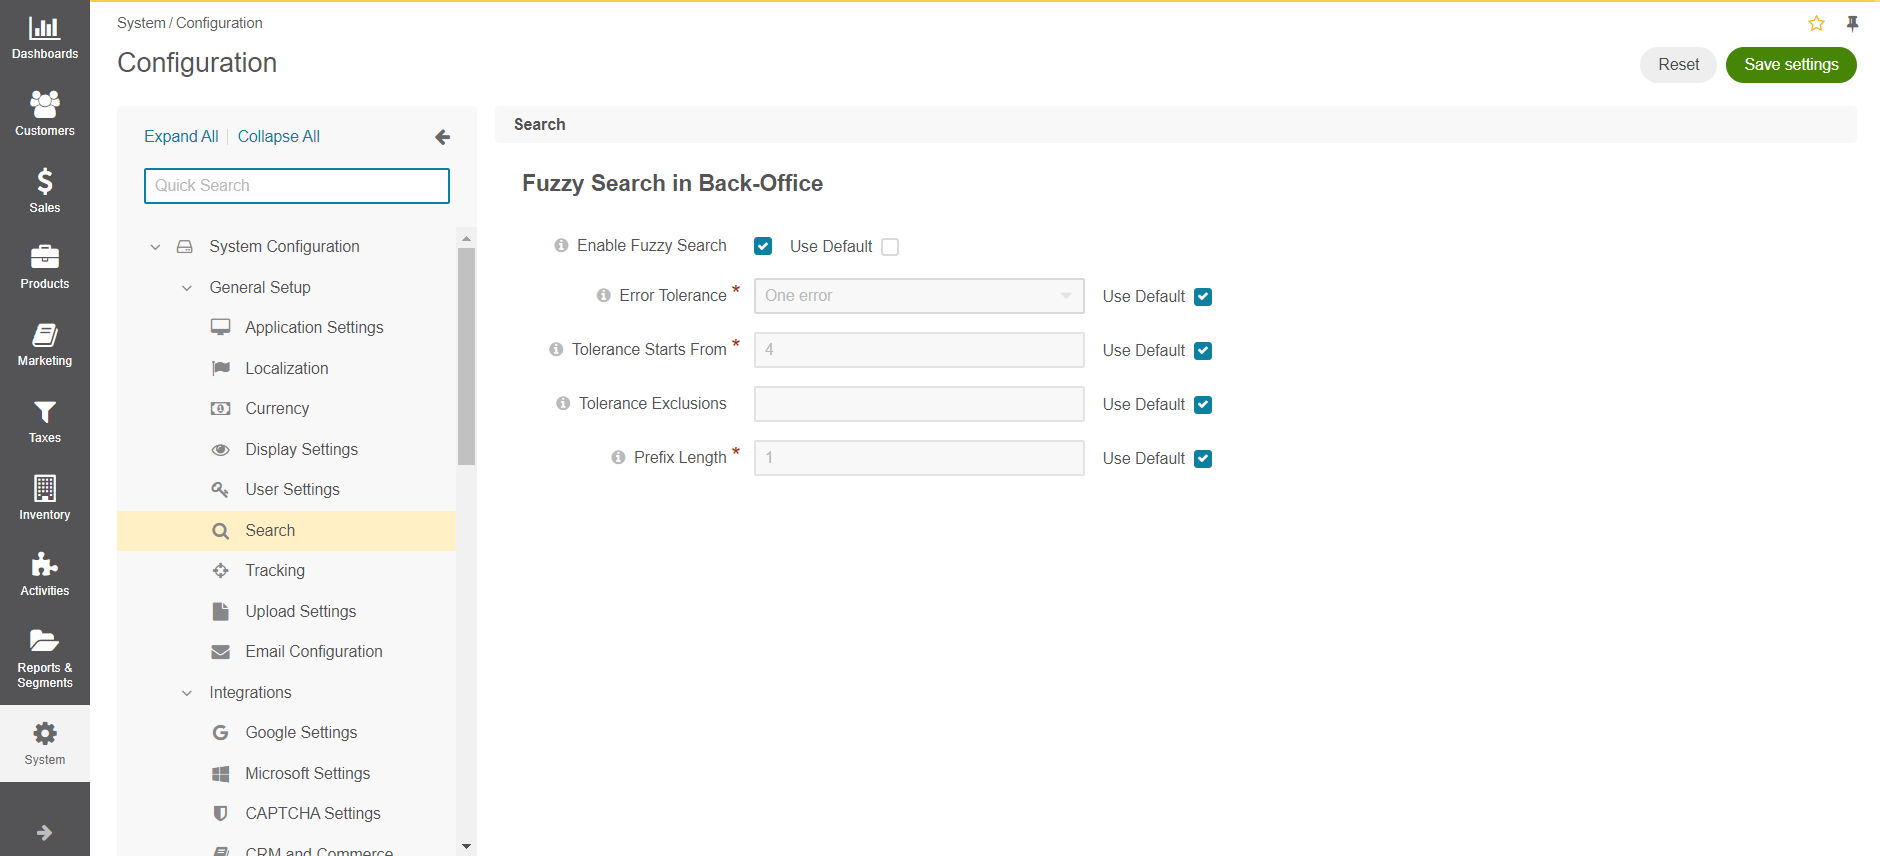 Dashboards
Customers
Sales
Products
Marketing
Taxes
Inventory
Activities
Reports &
Segments
System
System / Configuration
Configuration
Reset
Save settings
Expand All
Collapse All
Quick Search
System Configuration
General Setup
Application Settings
Localization
Currency
Display Settings
User Settings
Search
Tracking
Upload Settings
Email Configuration
Integrations
Google Settings
Microsoft Settings
CAPTCHA Settings
CRM and Commerce
Search
Fuzzy Search in Back-Office
Enable Fuzzy Search Use Default
Error Tolerance * One error Use Default
Tolerance Starts From * 4 Use Default
Tolerance Exclusions Use Default
Prefix Length * 1 Use Default